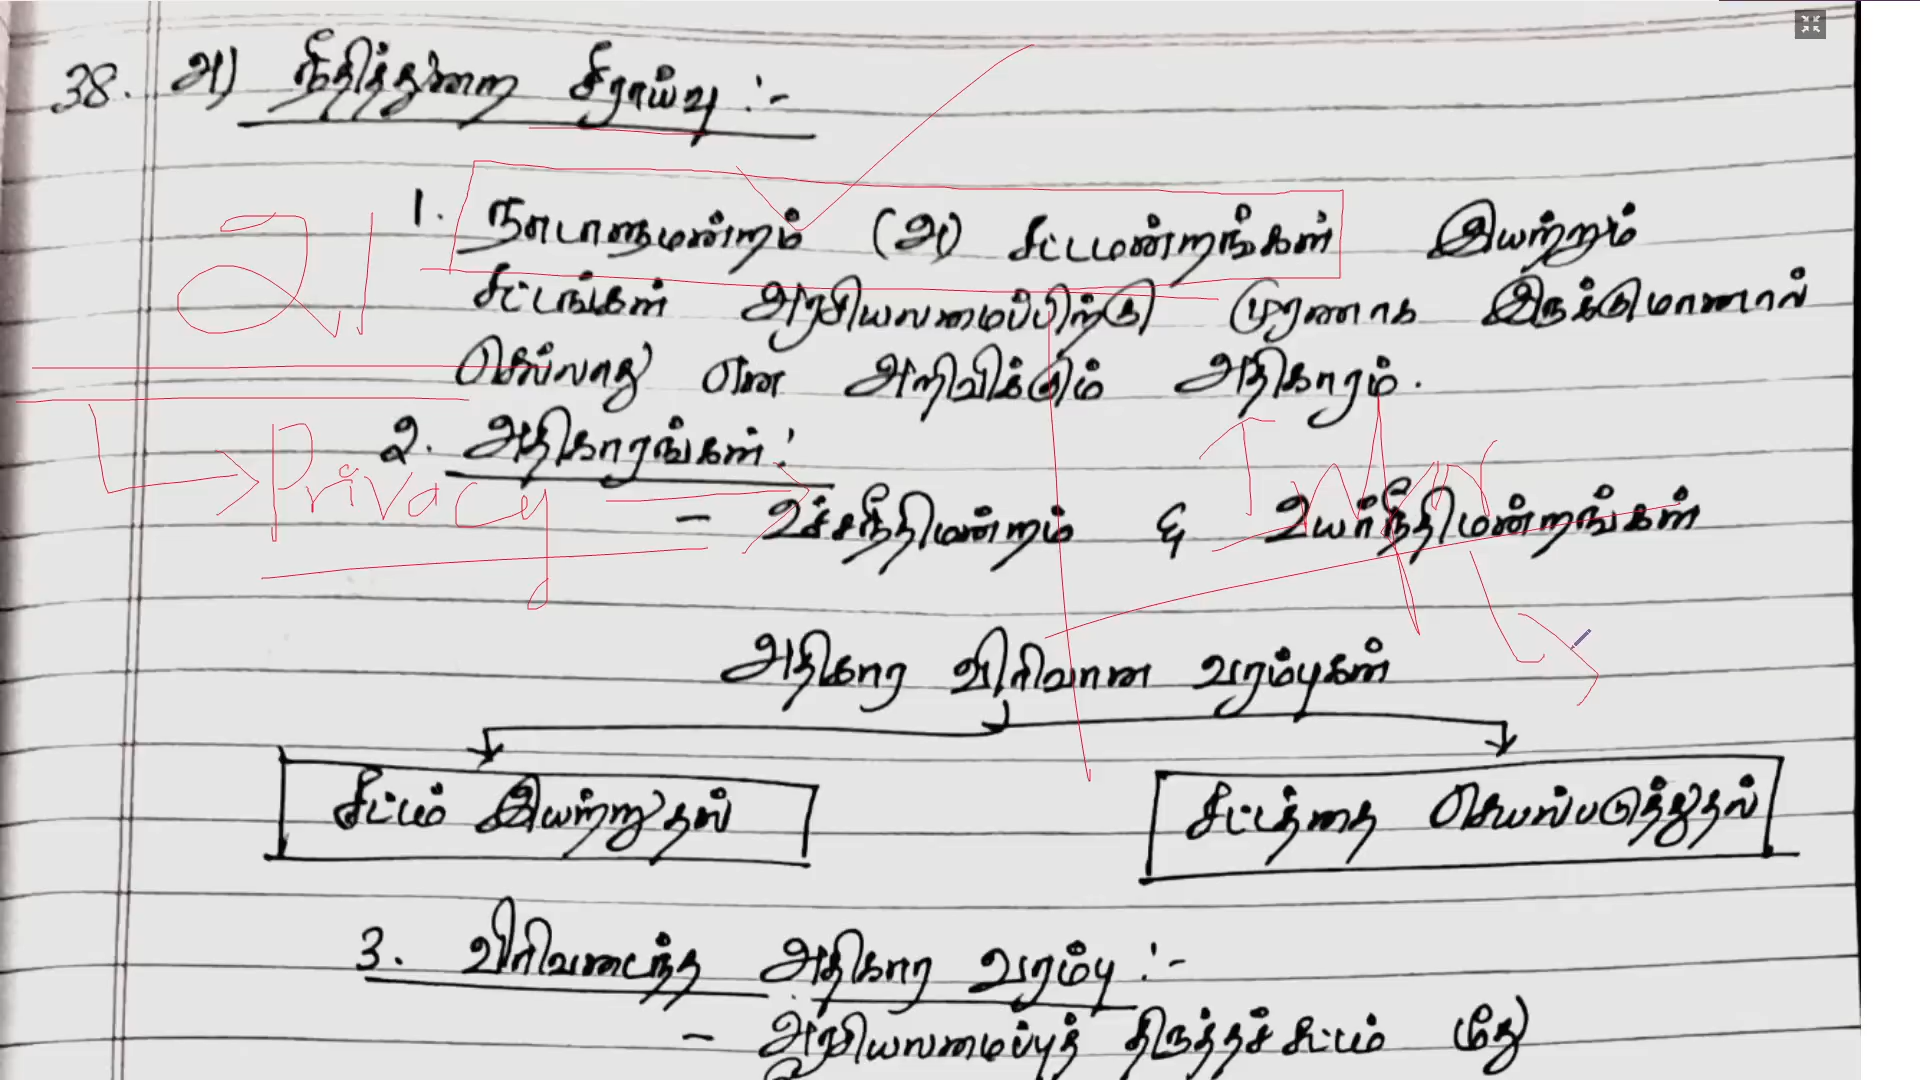 38. அ) நீதித்துறை சீராய்வு :-
1. நாடாளுமன்றம் (அ) சட்டமன்றங்கள் இயற்றும்
சட்டங்கள் அரசியலமைப்பிற்கு முரணாக இருக்குமானால்
செல்லாது என அறிவிக்கும் அதிகாரம்.
21
2. அதிகாரங்கள் :
Privacy
- உச்சநீதிமன்றம் & உயர்நீதிமன்றங்கள்
அதிகார விரிவான வரம்புகள்
சட்டம் இயற்றுதல்
சட்டத்தை செயல்படுத்துதல்
3. விரிவடைந்த அதிகார வரம்பு :-
- அரசியலமைப்புத் திருத்தச்சட்டம் மீது